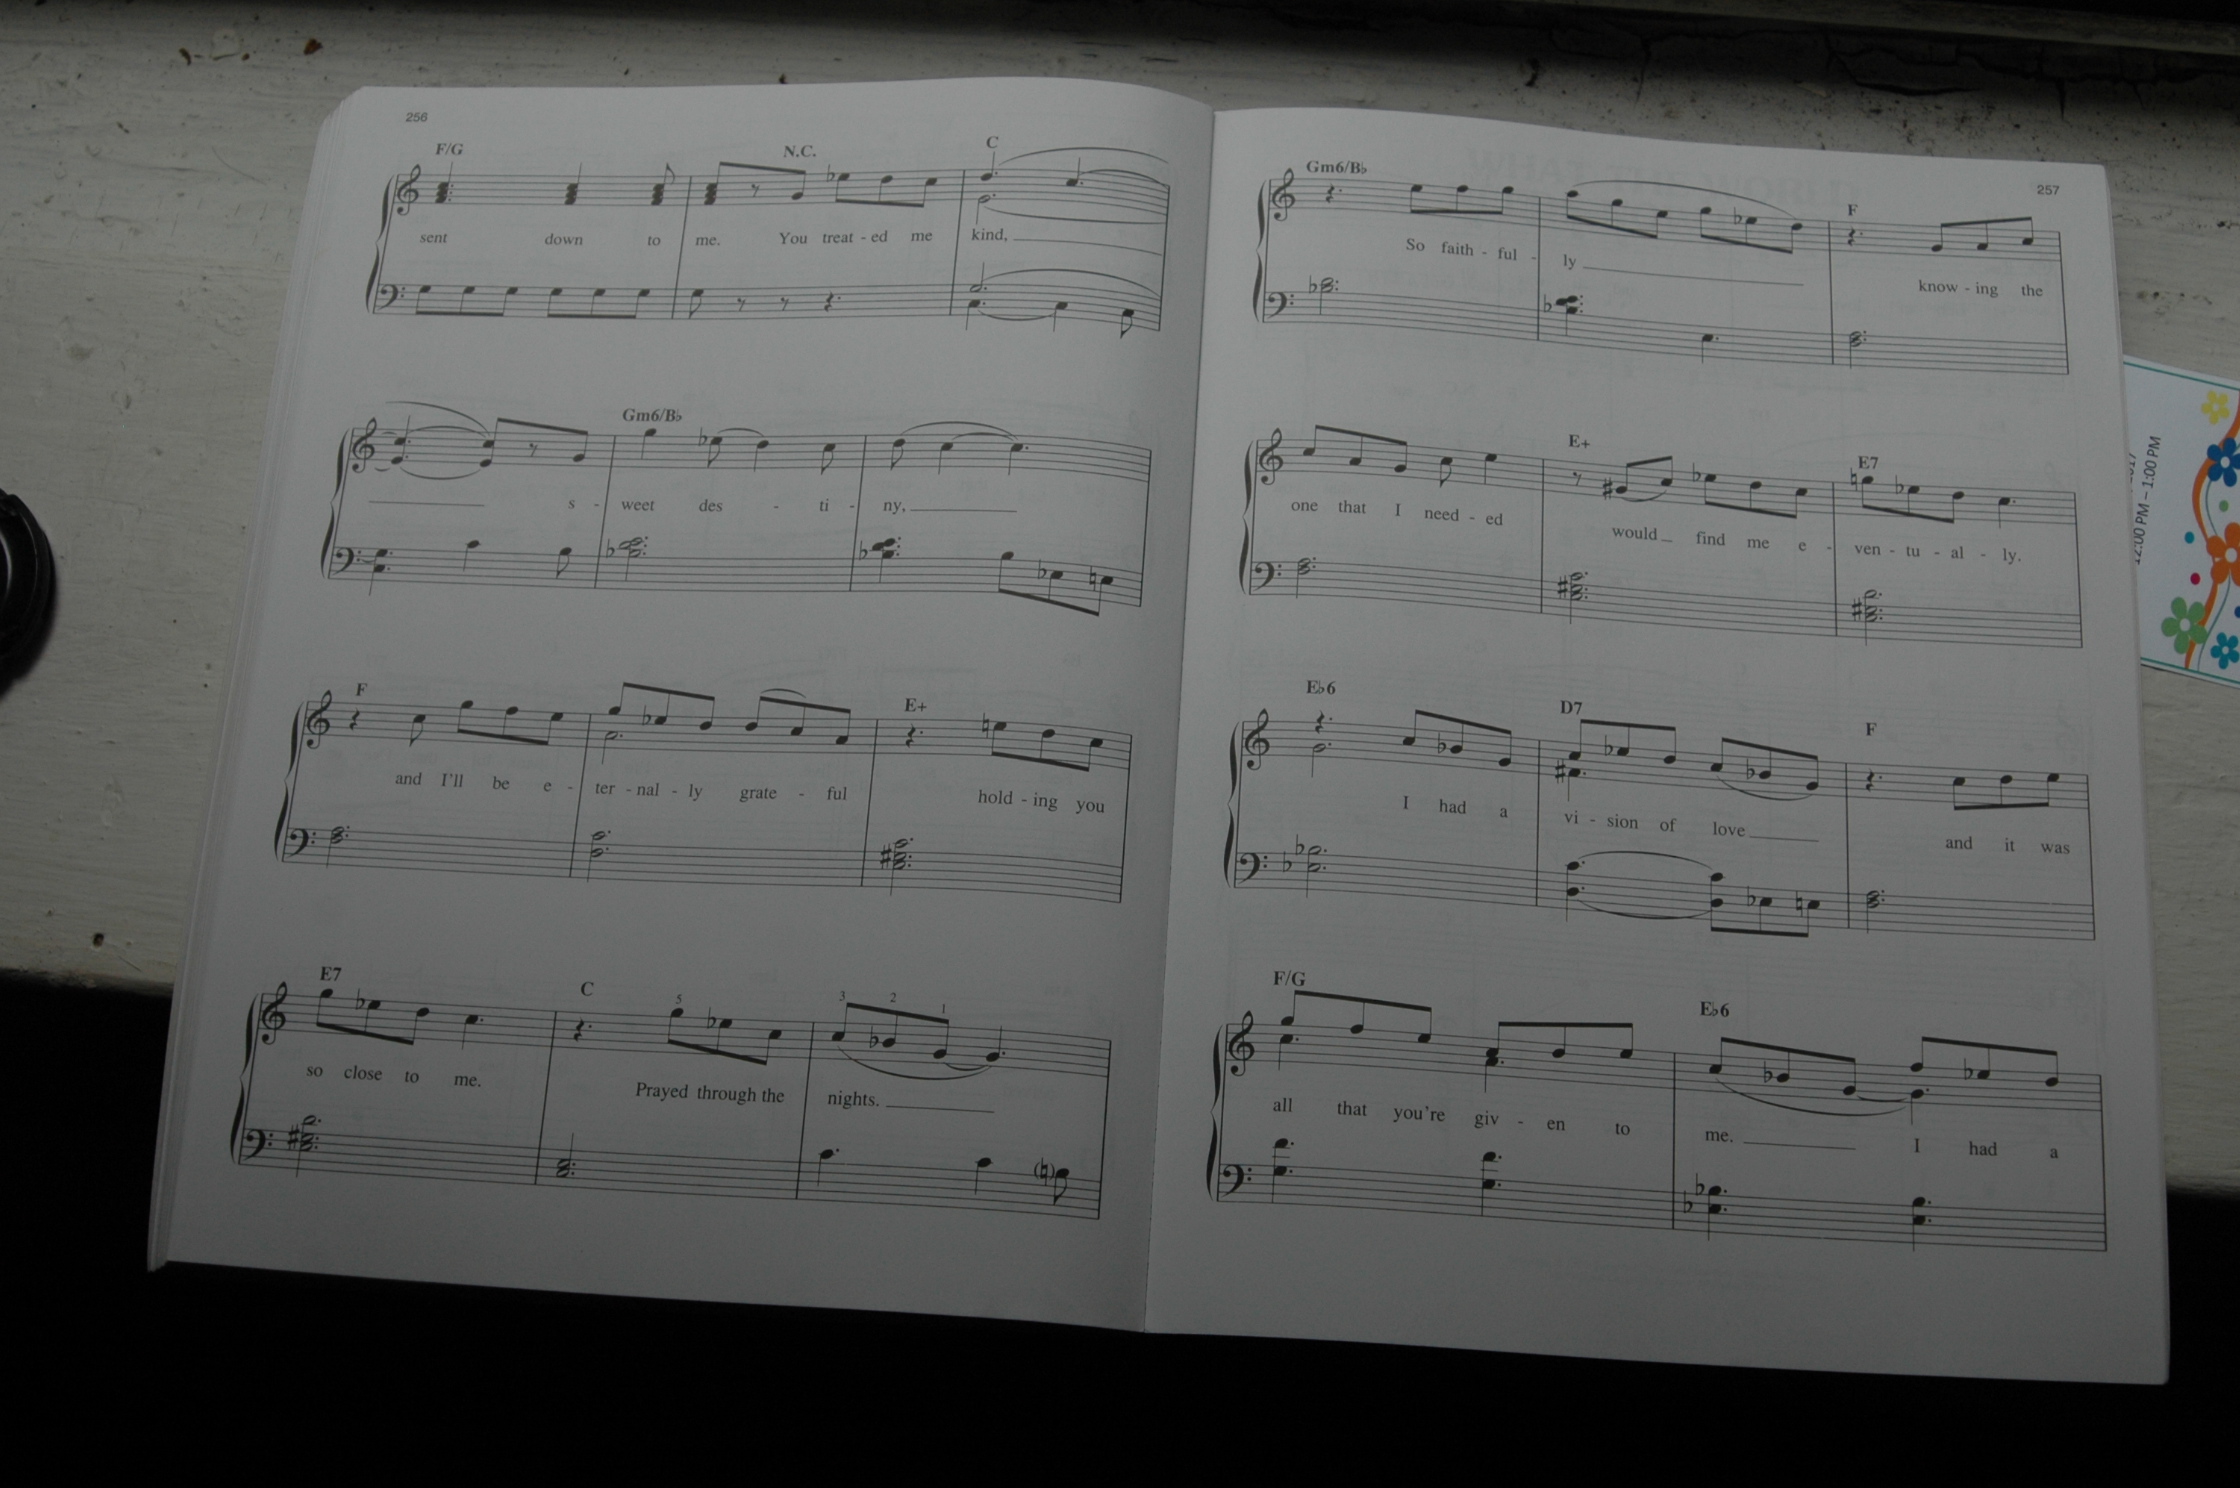 256
F/G N.C. C
sent down to me. You treat - ed me kind,
Gm6/B♭
s - weet des - ti - ny,
F E+
and I'll be e - ter - nal - ly grate - ful hold - ing you
E7 C 5 3 2 1
so close to me. Prayed through the nights.
257
Gm6/B♭ F
So faith - ful - ly know - ing the
E+ E7
one that I need - ed would find me e - ven - tu - al - ly.
E♭6 D7 F
I had a vi - sion of love and it was
F/G E♭6
all that you're giv - en to me. I had a
12:00 PM – 1:00 PM